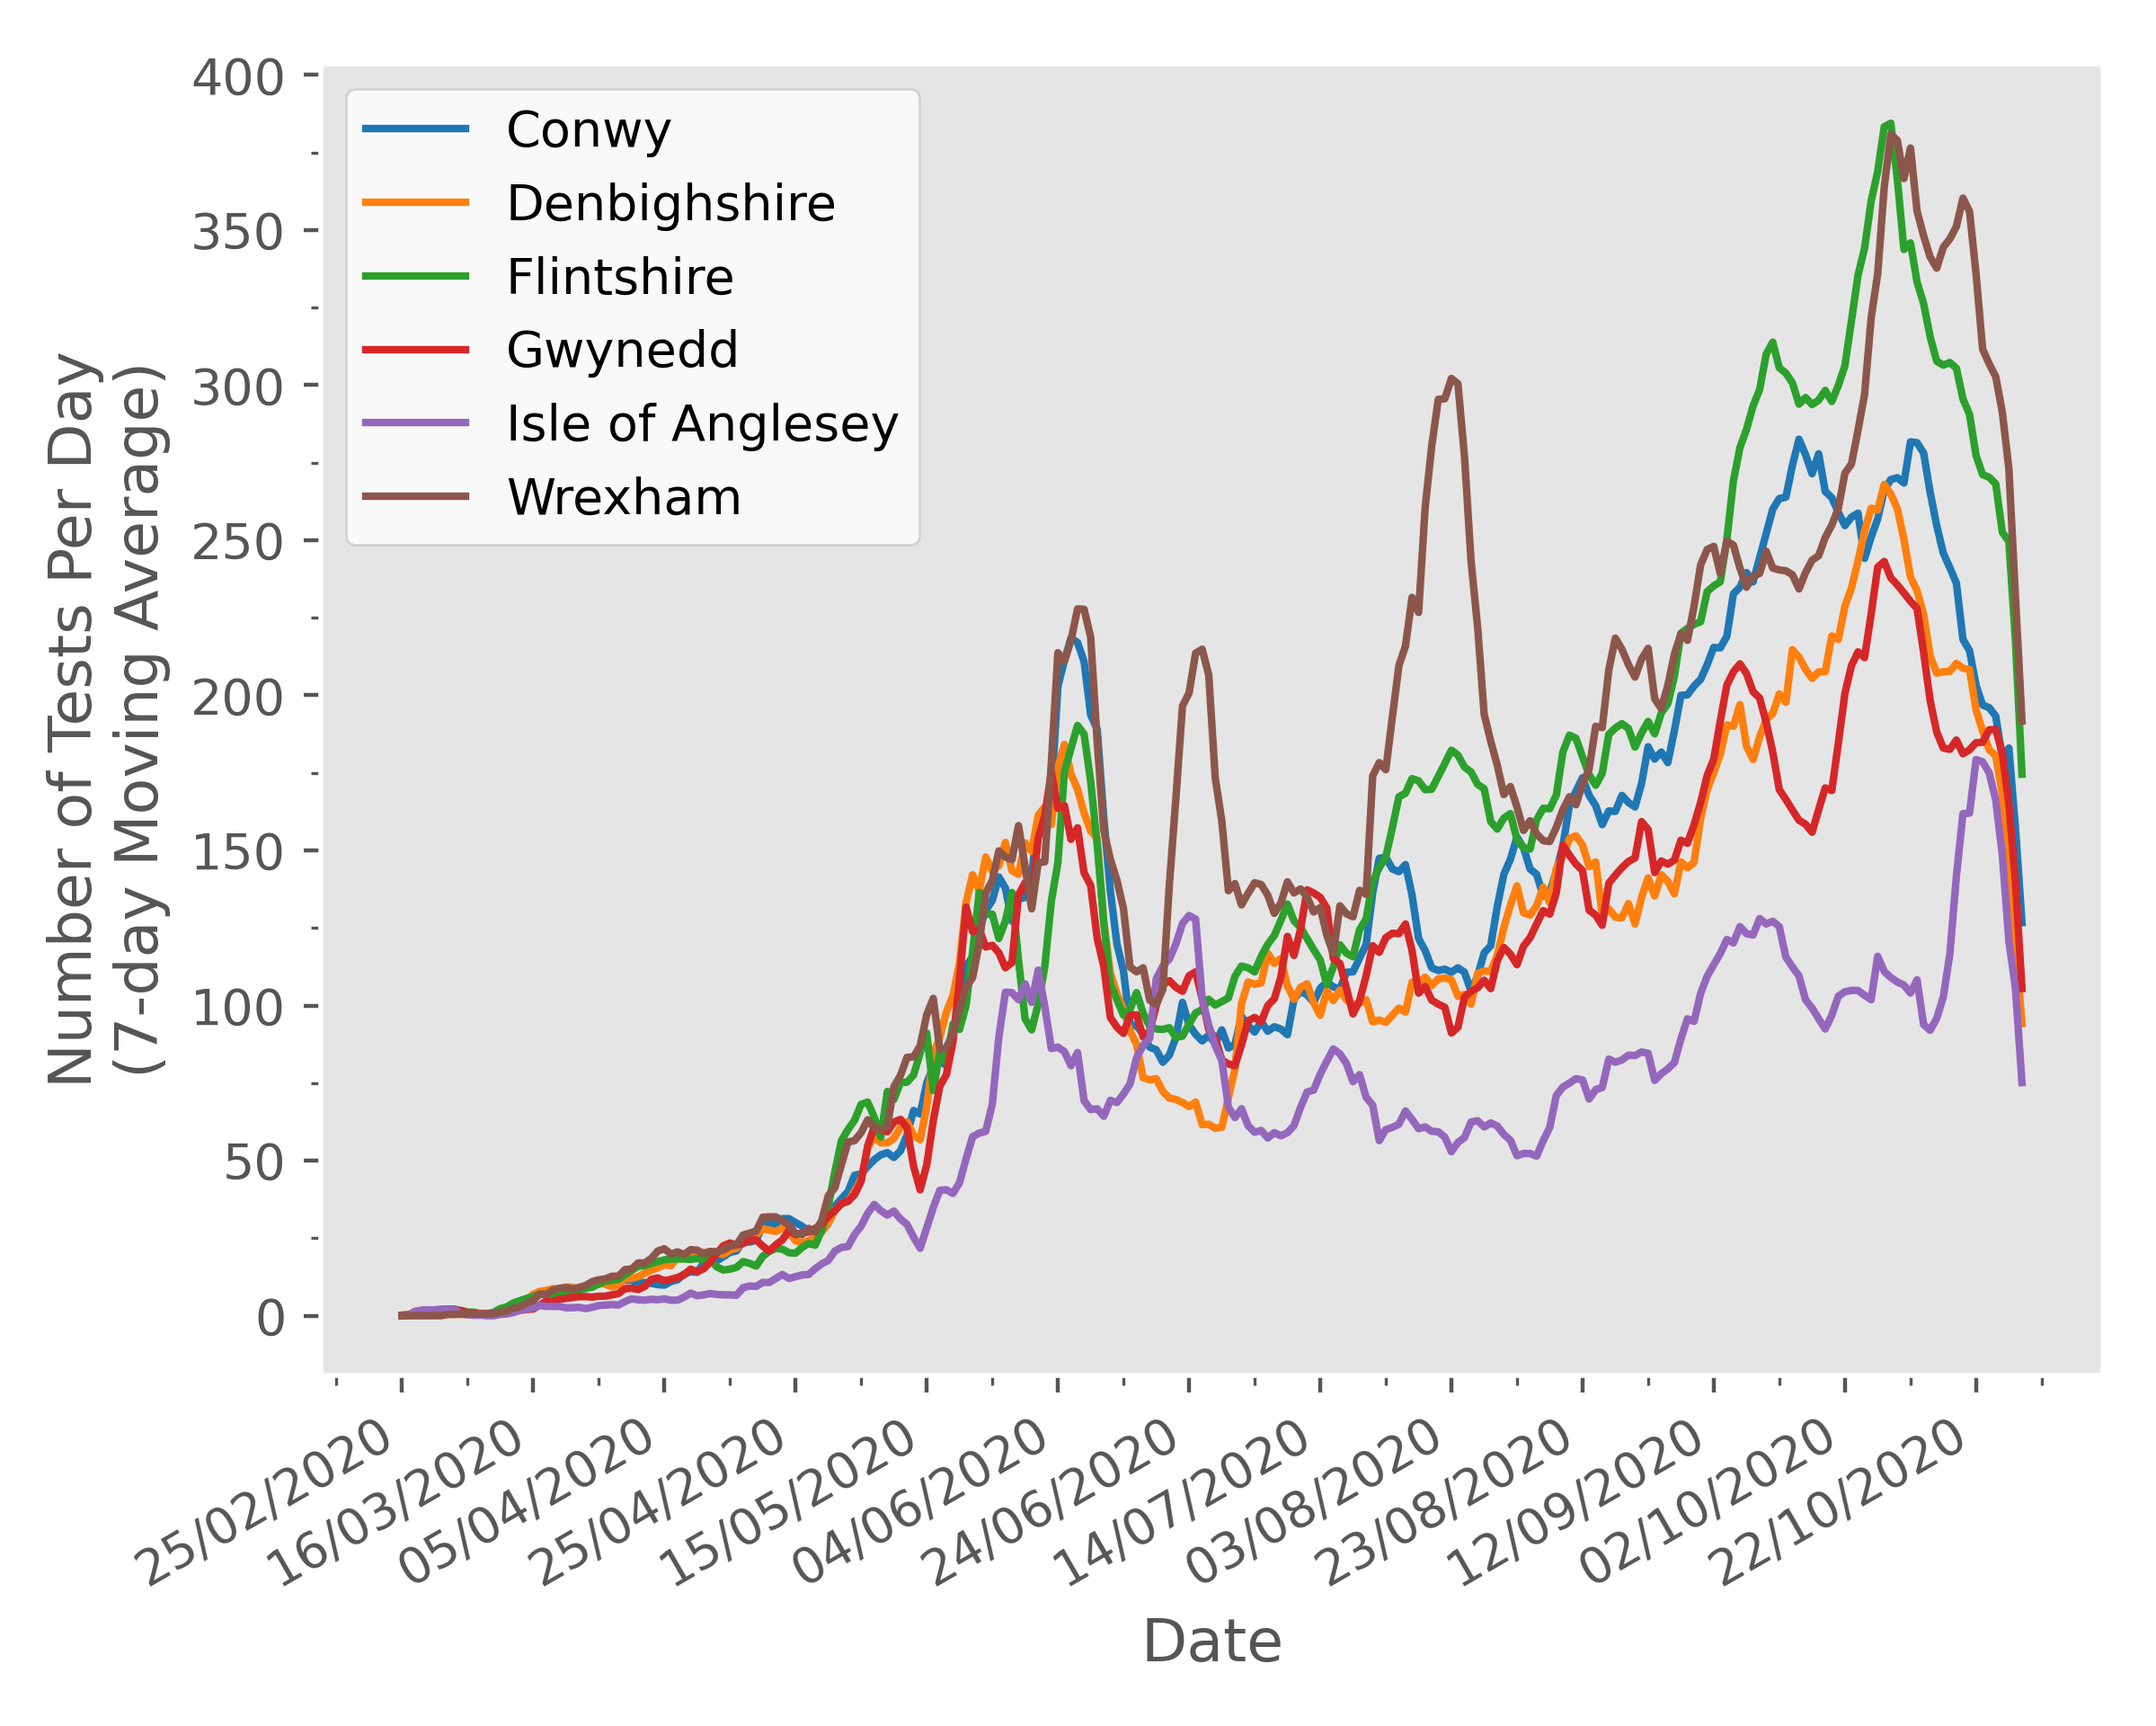 Number of Tests Per Day
(7-day Moving Average)
400
350
300
250
200
150
100
50
0
Conwy
Denbighshire
Flintshire
Gwynedd
Isle of Anglesey
Wrexham
25/02/2020
16/03/2020
05/04/2020
25/04/2020
15/05/2020
04/06/2020
24/06/2020
14/07/2020
03/08/2020
23/08/2020
12/09/2020
02/10/2020
22/10/2020
Date